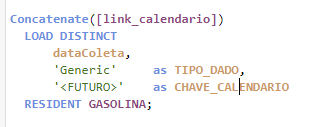 Concatenate([link_calendario])
LOAD DISTINCT
dataColeta,
'Generic' as TIPO_DADO,
'<FUTURO>' as CHAVE_CALENDARIO
RESIDENT GASOLINA;